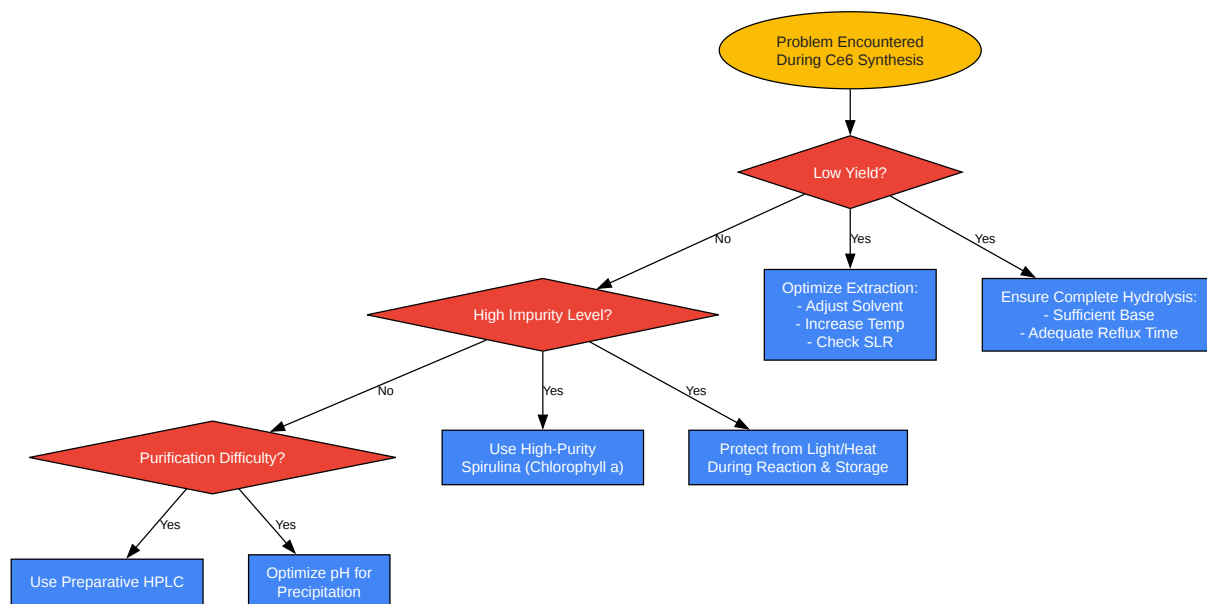 Problem Encountered
During Ce6 Synthesis
Low Yield?
No
Yes
Yes
Optimize Extraction:
- Adjust Solvent
- Increase Temp
- Check SLR
Ensure Complete Hydrolysis:
- Sufficient Base
- Adequate Reflux Time
High Impurity Level?
No
Yes
Yes
Use High-Purity
Spirulina (Chlorophyll a)
Protect from Light/Heat
During Reaction & Storage
Purification Difficulty?
Yes
Yes
Use Preparative HPLC
Optimize pH for
Precipitation